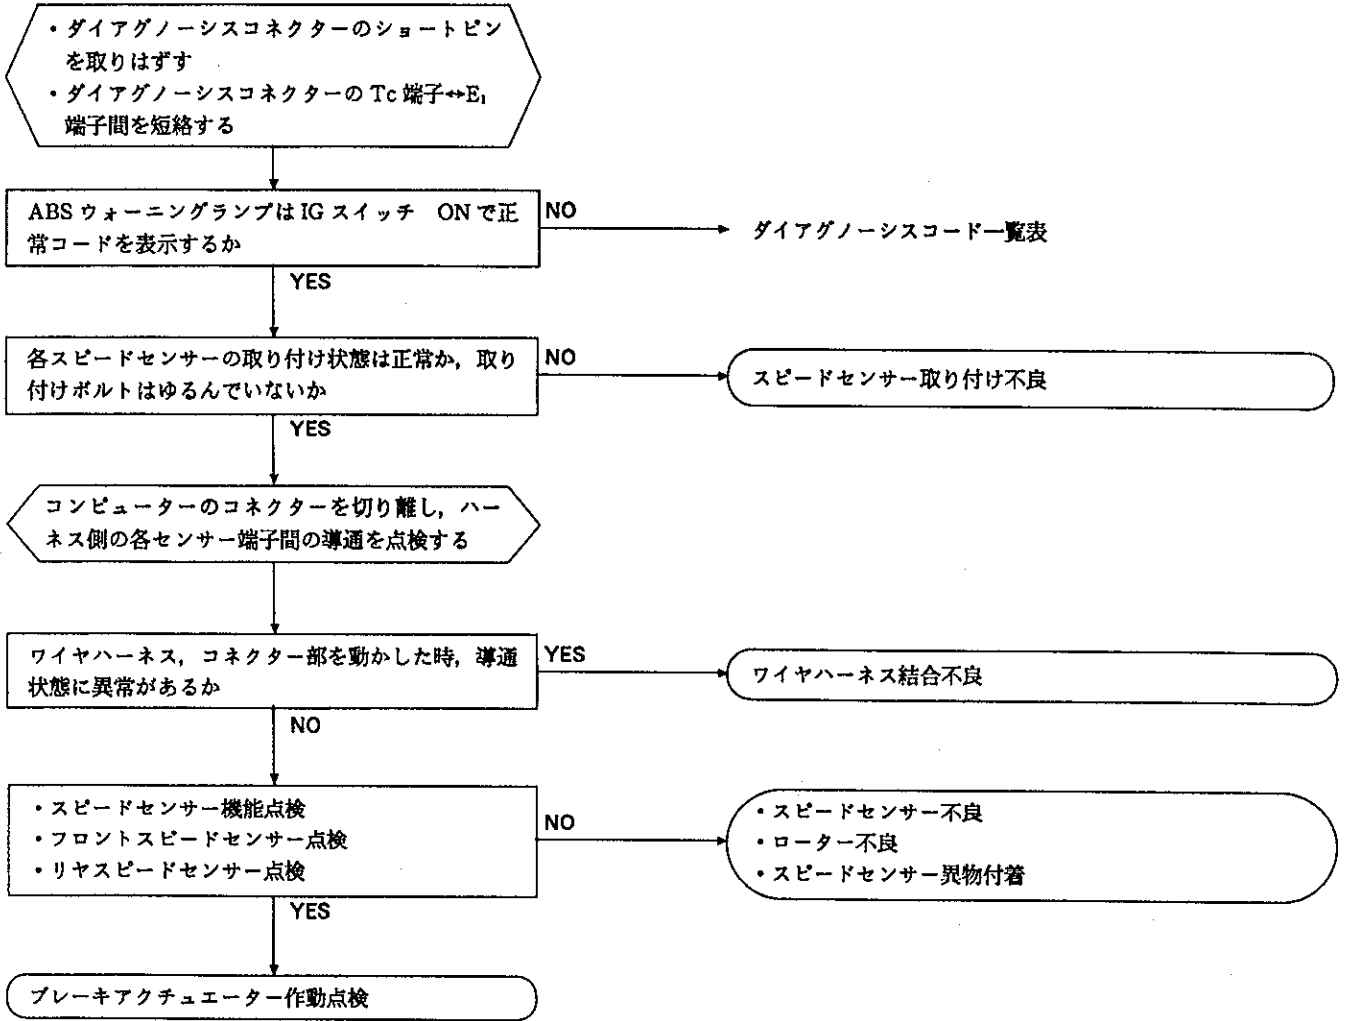 ・ダイアグノーシスコネクターのショートピン
を取りはずす
・ダイアグノーシスコネクターの Tc 端子↔E₁
端子間を短絡する
ABS ウォーニングランプは IG スイッチ　ON で正
常コードを表示するか
NO
ダイアグノーシスコード一覧表
YES
各スピードセンサーの取り付け状態は正常か，取り
付けボルトはゆるんでいないか
NO
スピードセンサー取り付け不良
YES
コンピューターのコネクターを切り離し，ハー
ネス側の各センサー端子間の導通を点検する
ワイヤハーネス，コネクター部を動かした時，導通
状態に異常があるか
YES
ワイヤハーネス結合不良
NO
・スピードセンサー機能点検
・フロントスピードセンサー点検
・リヤスピードセンサー点検
NO
・スピードセンサー不良
・ローター不良
・スピードセンサー異物付着
YES
ブレーキアクチュエーター作動点検